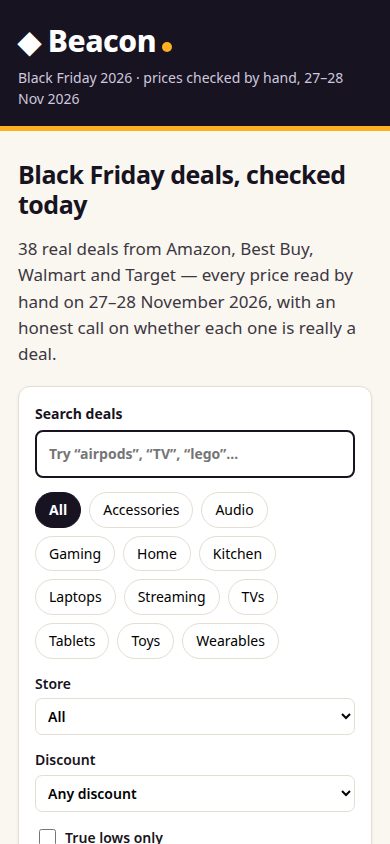 Beacon
Black Friday 2026 · prices checked by hand, 27–28
Nov 2026
Black Friday deals, checked
today
38 real deals from Amazon, Best Buy,
Walmart and Target — every price read by
hand on 27–28 November 2026, with an
honest call on whether each one is really a
deal.
Search deals
Try “airpods”, “TV”, “lego”…
All Accessories Audio
Gaming Home Kitchen
Laptops Streaming TVs
Tablets Toys Wearables
Store
All
Discount
Any discount
True lows only